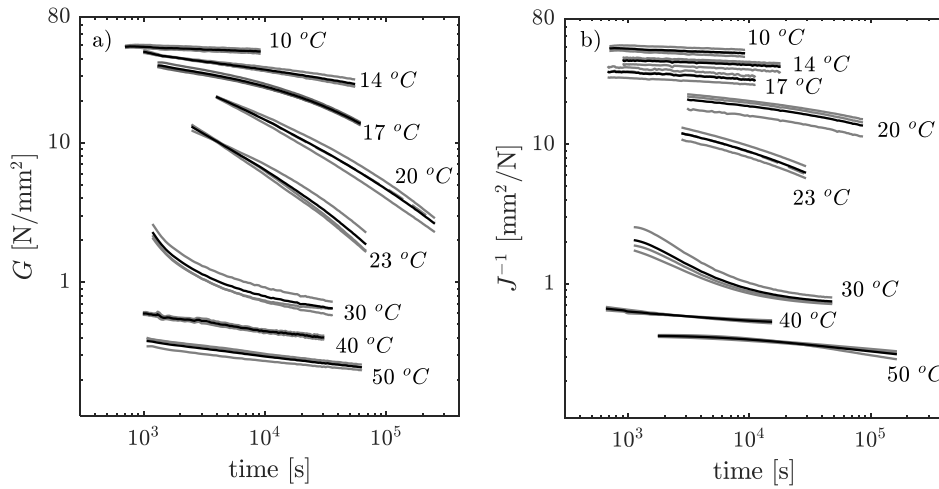 a)
80
10
1
G [N/mm²]
10 °C
14 °C
17 °C
20 °C
23 °C
30 °C
40 °C
50 °C
10³ 10⁴ 10⁵
time [s]
b)
80
10
1
J⁻¹ [mm²/N]
10 °C
14 °C
17 °C
20 °C
23 °C
30 °C
40 °C
50 °C
10³ 10⁴ 10⁵
time [s]